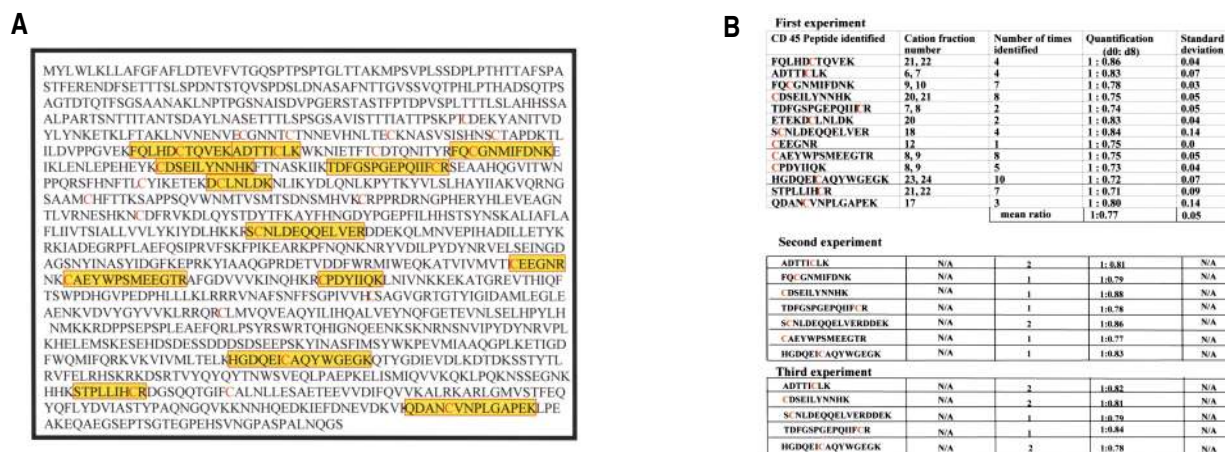 A
MYLWLKLLAFGFAFLDTEVFVTGQSPTPSPTGLTTAKMPSVPLSSDPLPTHTTAFSPA
STFERENDFSETTTSLSPDNTSTQVSPDSLDNASAFNTTGVSSVQTPHLPTHADSQTPS
AGTDTQTFSGSAANAKLNPTPGSNAISDVPGERSTASTFPTDPVSPLTTTLSLAHHSSA
ALPARTSNTTITANTSDAYLNASETTTLSPSGSAVISTTTIATTPSKPTCDEKYANITVD
YLYNKETKLFTAKLNVNENVECGNNTCTNNEVHNLTECKNASVSISHNSCTAPDKTL
ILDVPPGVEKFQLHDCTQVEKADTTICLKWKNIETFTCDTQNITYRFQCGNMIFDNKE
IKLENLEPEHEYKCDSEILYNNHKFTNASKIIKTDFGSPGEPQIIFCRSEAAHQGVITWN
PPQRSFHNFTLCYIKETEKDCLNLDKNLIKYDLQNLKPYTKYVLSLHAYIIAKVQRNG
SAAMCHFTTKSAPPSQVWNMTVSMTSDNSMHVKCRPPRDRNGPHERYHLEVEAGN
TLVRNESHKNCDFRVKDLQYSTDYTFKAYFHNGDYPGEPFILHHSTSYNSKALIAFLA
FLIIVTSIALLVVLYKIYDLHKKRSCNLDEQQELVERDDEKQLMNVEPIHADILLETYK
RKIADEGRPFLAEFQSIPRVFSKFPIKEARKPFNQNKNRYVDILPYDYNRVELSEINGD
AGSNYINASYIDGFKEPRKYIAAQGPRDETVDDFWRMIWEQKATVIVMVTCEEGNR
NKCAEYWPSMEEGTRAFGDVVVKINQHKRCPDYIIQKLNIVNKKEKATGREVTHIQF
TSWPDHGVPEDPHLLLKLRRRVNAFSNFFSGPIVVHCSAGVGRTGTYIGIDAMLEGLE
AENKVDVYGYVVKLRRQRCLMVQVEAQYILIHQALVEYNQFGETEVNLSELHPYLH
NMKKRDPPSEPSPLEAEFQRLPSYRSWRTQHIGNQEENKSKNRNSNVIPYDYNRVPL
KHELEMSKESEHDSDESSDDDSDSEEPSKYINASFIMSYWKPEVMIAAQGPLKETIGD
FWQMIFQRKVKVIVMLTELKHGDQEICAQYWGEGKQTYGDIEVDLKDTDKSSTYTL
RVFELRHSKRKDSRTVYQYQYTNWSVEQLPAEPKELISMIQVVKQKLPQKNSSEGNK
HHKSTPLLIHCRDGSQQTGIFCALLNLLESAETEEVVDIFQVVKALRKARLGMVSTFEQ
YQFLYDVIASTYPAQNGQVKKNNHQEDKIEFDNEVDKVKQDANCVNPLGAPEKLPE
AKEQAEGSEPTSGTEGPEHSVNGPASPALNQGS
B
First experiment
CD 45 Peptide identified Cation fraction number Number of times identified Quantification (d0: d8) Standard deviation
FQLHDCTQVEK 21, 22 4 1 : 0.86 0.04
ADTTICLK 6, 7 4 1 : 0.83 0.07
FQCGNMIFDNK 9, 10 7 1 : 0.78 0.03
CDSEILYNNHK 20, 21 8 1 : 0.75 0.05
TDFGSPGEPQIIFCR 7, 8 2 1 : 0.74 0.05
ETEKDCLNLDK 20 2 1 : 0.83 0.04
SCNLDEQQELVER 18 4 1 : 0.84 0.14
CEEGNR 12 1 1 : 0.75 0.0
CAEYWPSMEEGTR 8, 9 8 1 : 0.75 0.05
CPDYIIQK 8, 9 5 1 : 0.73 0.04
HGDQEICAQYWGEGK 23, 24 10 1 : 0.72 0.07
STPLLIHCR 21, 22 7 1 : 0.71 0.09
QDANCVNPLGAPEK 17 3 1 : 0.80 0.14
mean ratio 1:0.77 0.05
Second experiment
ADTTICLK N/A 2 1: 0.81 N/A
FQCGNMIFDNK N/A 1 1:0.79 N/A
CDSEILYNNHK N/A 1 1:0.88 N/A
TDFGSPGEPQIIFCR N/A 1 1:0.78 N/A
SCNLDEQQELVERDDEK N/A 2 1:0.86 N/A
CAEYWPSMEEGTR N/A 1 1:0.77 N/A
HGDQEICAQYWGEGK N/A 1 1:0.83 N/A
Third experiment
ADTTICLK N/A 2 1:0.82 N/A
CDSEILYNNHK N/A 2 1:0.81 N/A
SCNLDEQQELVERDDEK N/A 1 1:0.79 N/A
TDFGSPGEPQIIFCR N/A 1 1:0.84 N/A
HGDQEICAQYWGEGK N/A 2 1:0.78 N/A